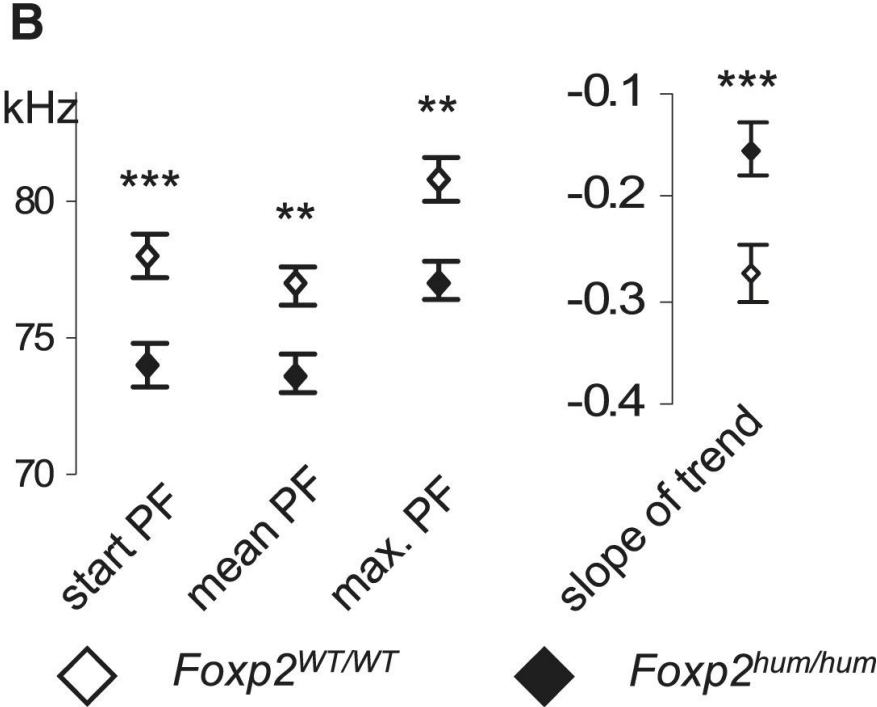 B
kHz
80
75
70
***
**
**
start PF
mean PF
max. PF
-0.1
-0.2
-0.3
-0.4
***
slope of trend
Foxp2WT/WT
Foxp2hum/hum